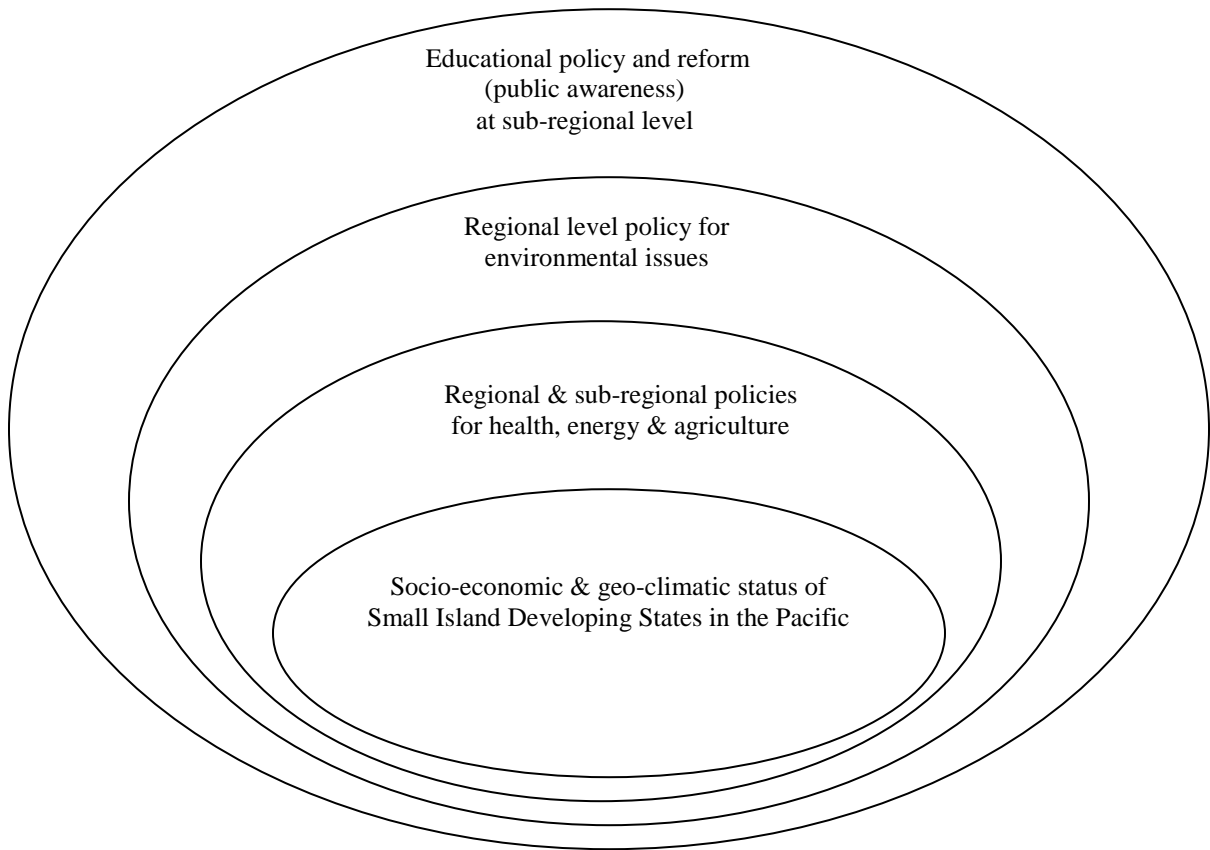 Educational policy and reform
(public awareness)
at sub-regional level
Regional level policy for
environmental issues
Regional & sub-regional policies
for health, energy & agriculture
Socio-economic & geo-climatic status of
Small Island Developing States in the Pacific